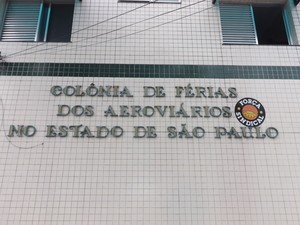 COLÔNIA DE FÉRIAS
DOS AEROVIÁRIOS
NO ESTADO DE SÃO PAULO
FORÇA
SINDICAL